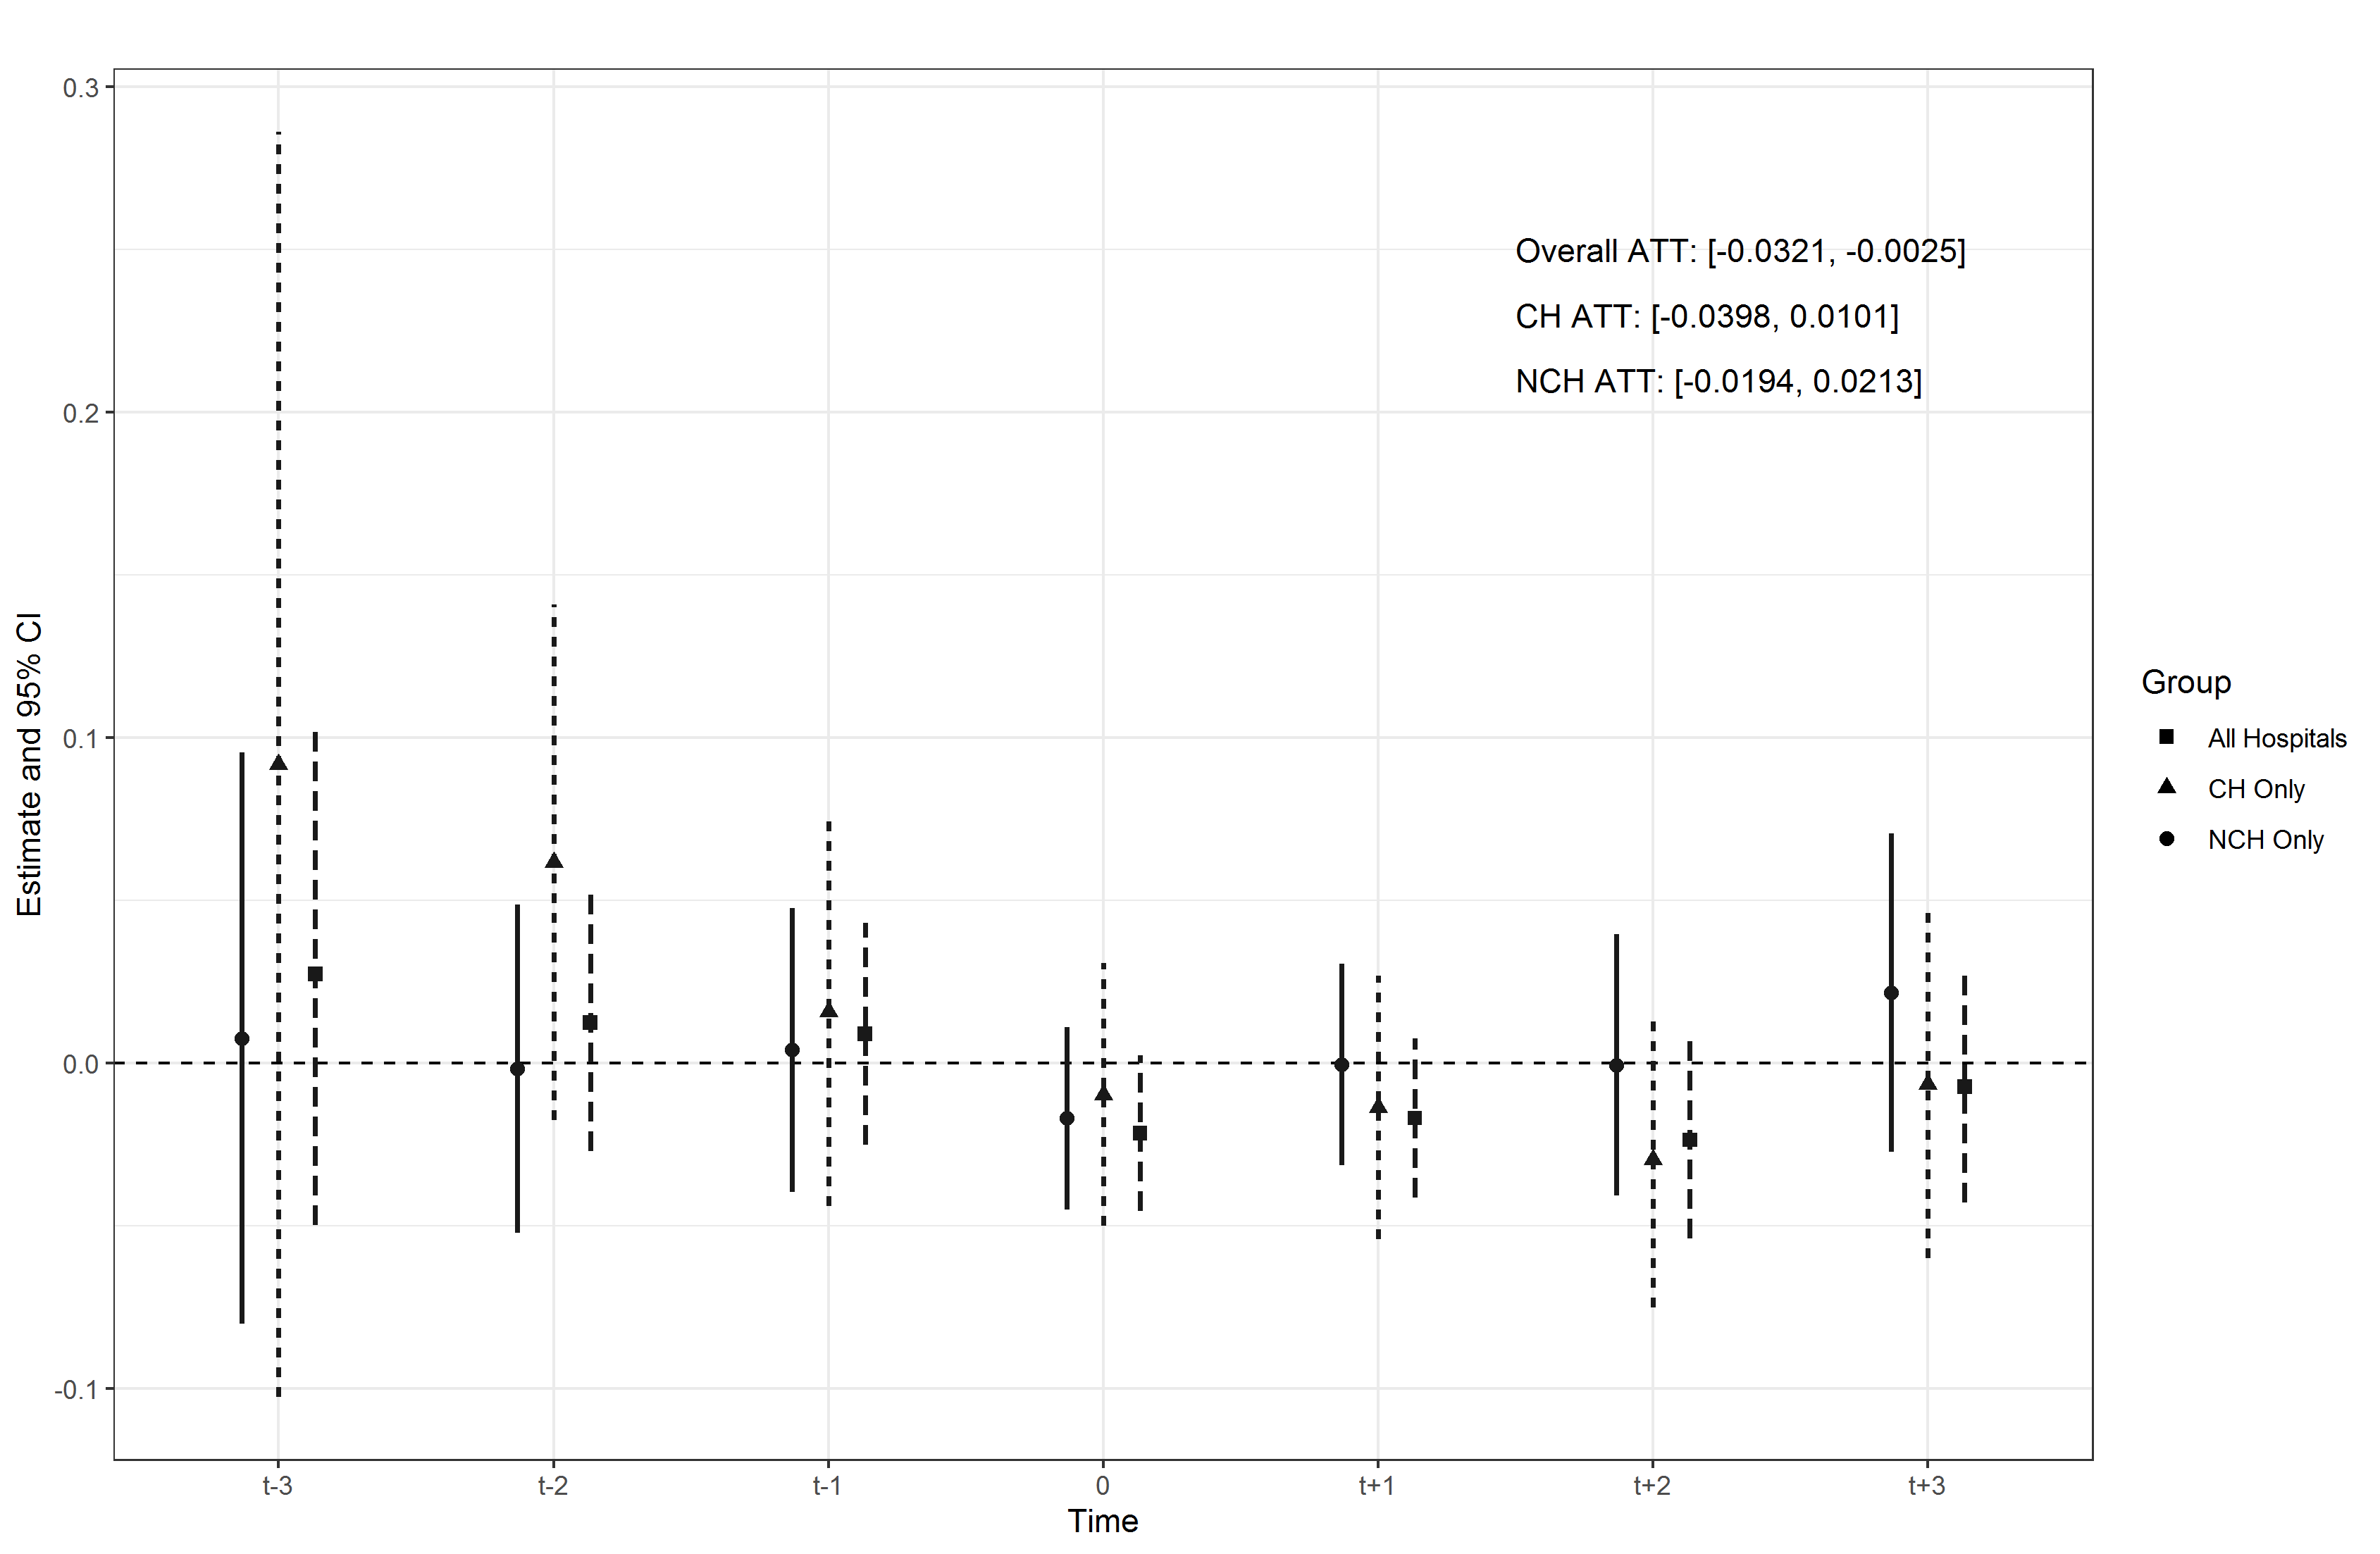 0.3
0.2
0.1
0.0
-0.1
Estimate and 95% CI
Overall ATT: [-0.0321, -0.0025]
CH ATT: [-0.0398, 0.0101]
NCH ATT: [-0.0194, 0.0213]
t-3 t-2 t-1 0 t+1 t+2 t+3
Time
Group
All Hospitals
CH Only
NCH Only